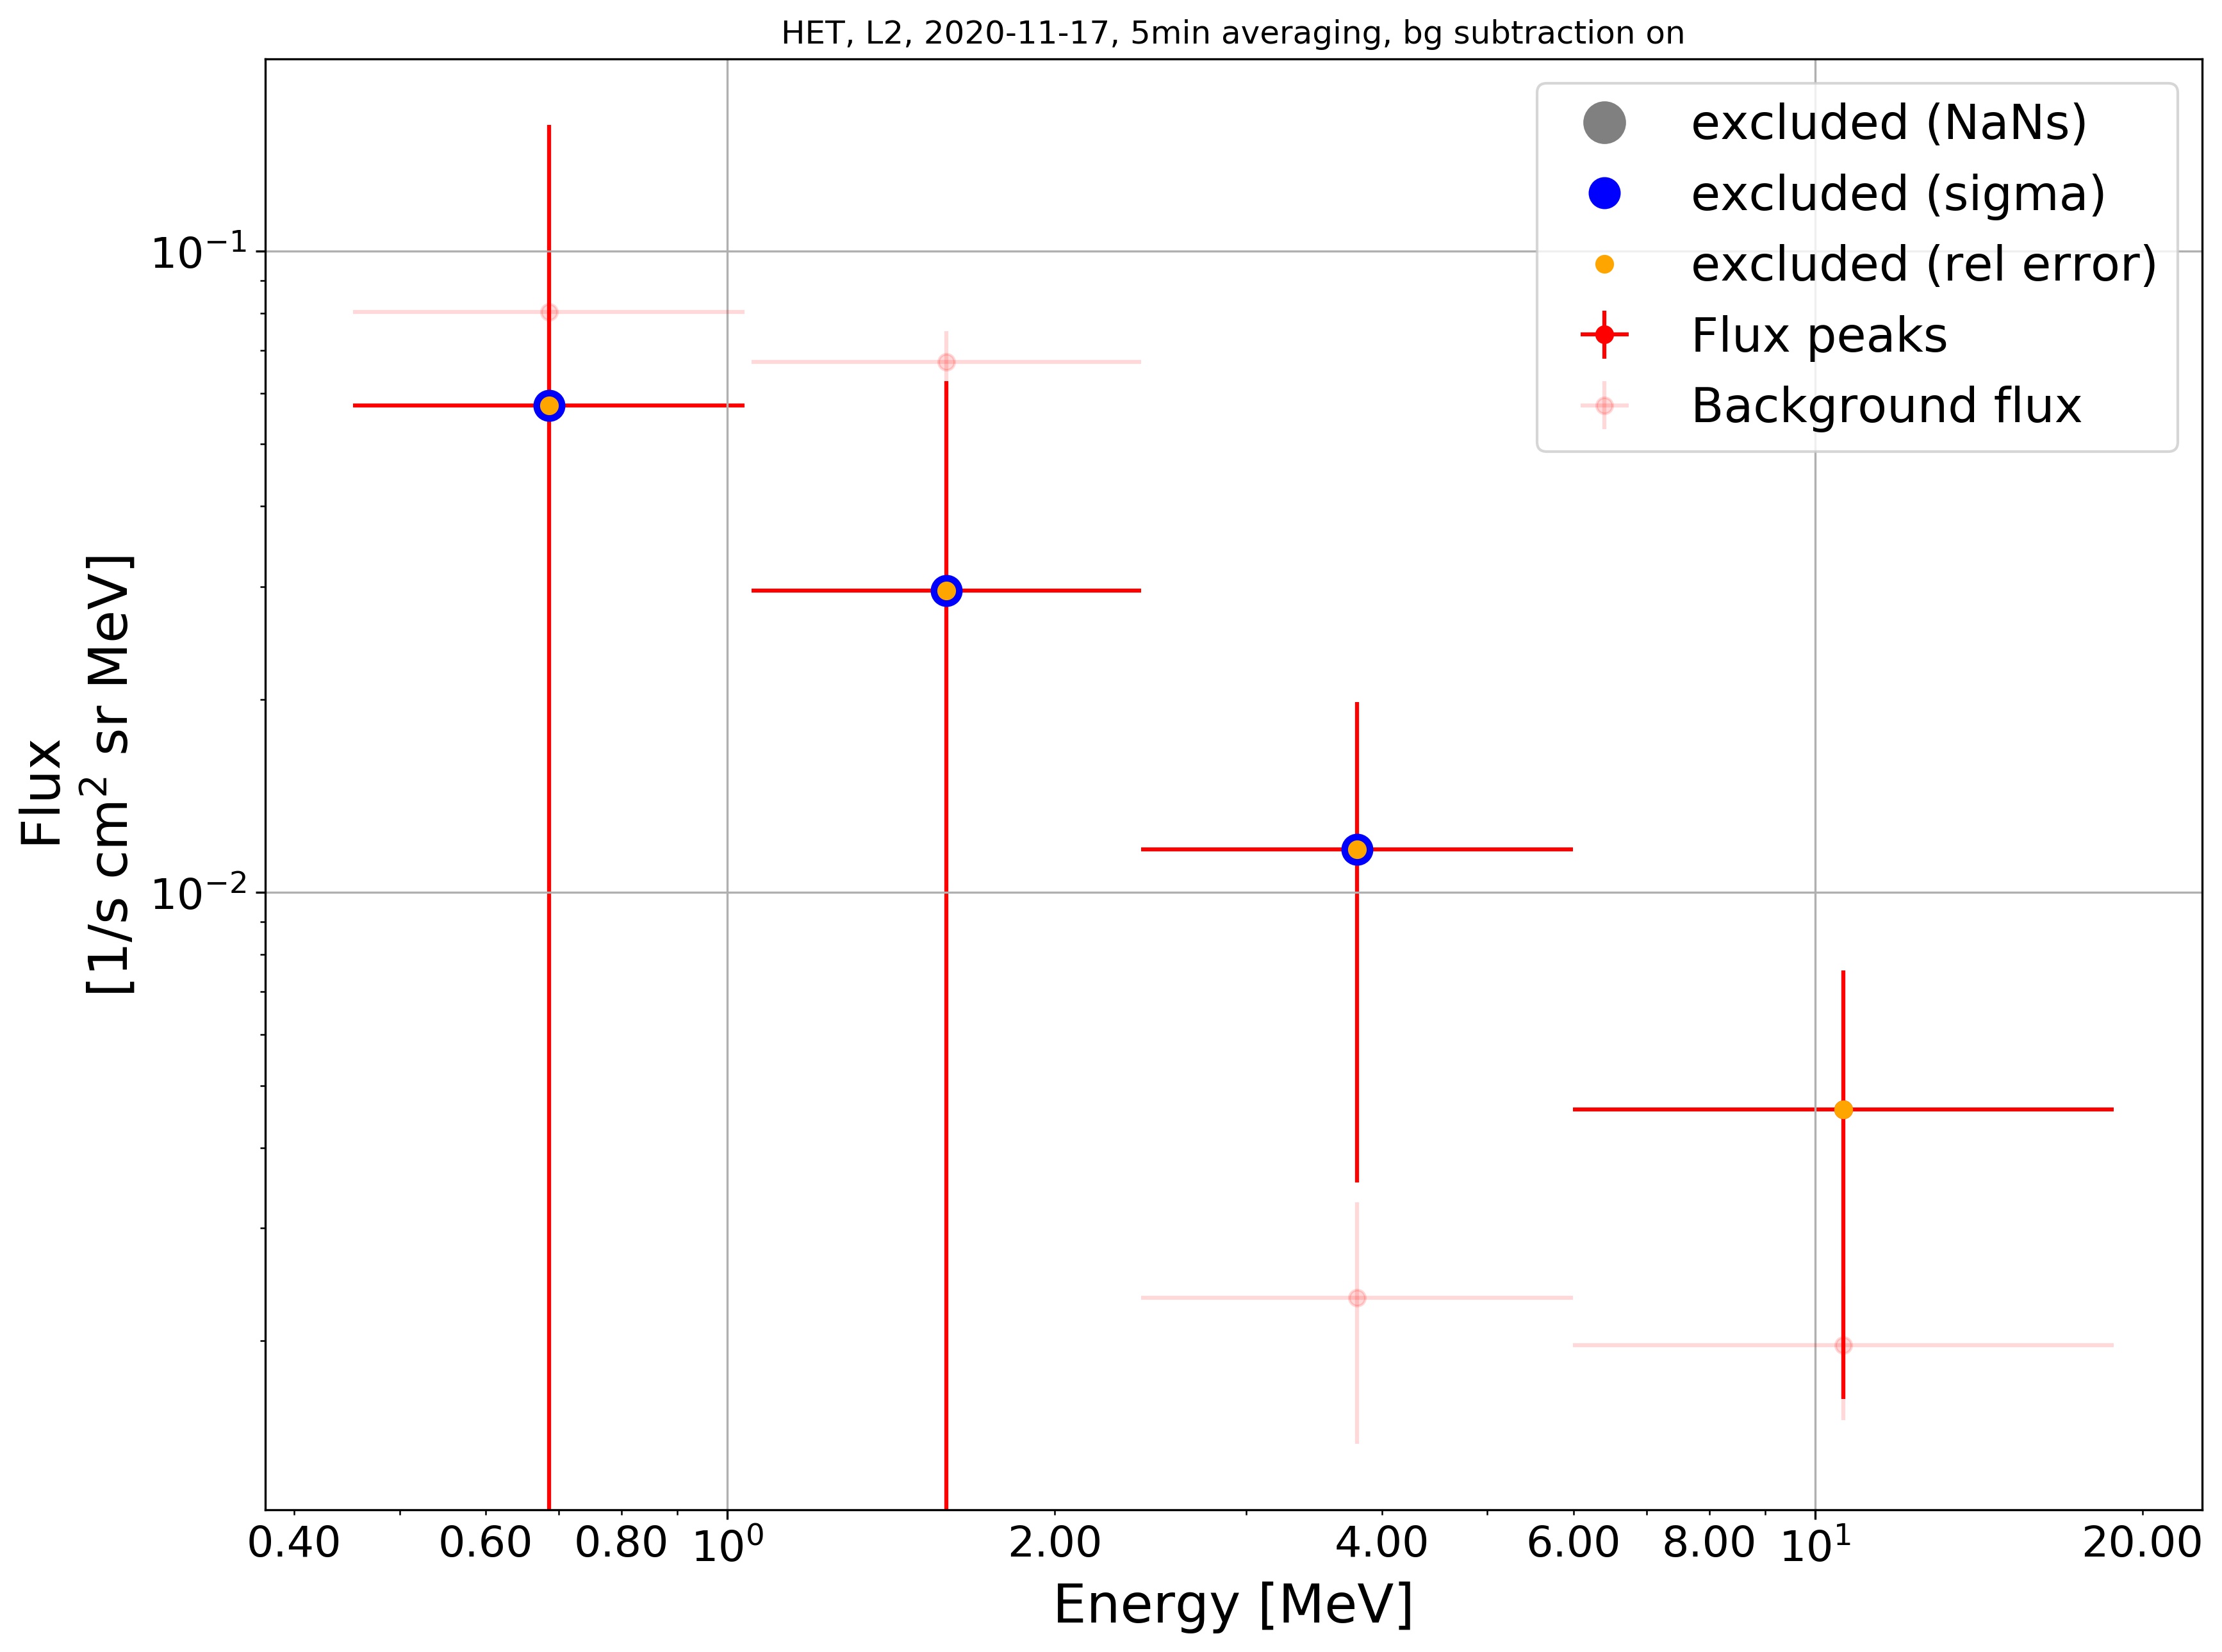 HET, L2, 2020-11-17, 5min averaging, bg subtraction on
excluded (NaNs)
excluded (sigma)
excluded (rel error)
Flux peaks
Background flux
10⁻¹
10⁻²
Flux
[1/s cm² sr MeV]
0.40 0.60 0.80 10⁰ 2.00 4.00 6.00 8.00 10¹ 20.00
Energy [MeV]